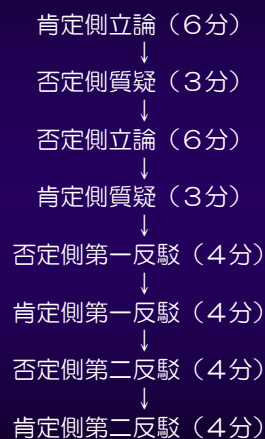 肯定側立論（６分）
↓
否定側質疑（３分）
↓
否定側立論（６分）
↓
肯定側質疑（３分）
↓
否定側第一反駁（４分）
↓
肯定側第一反駁（４分）
↓
否定側第二反駁（４分）
↓
肯定側第二反駁（４分）